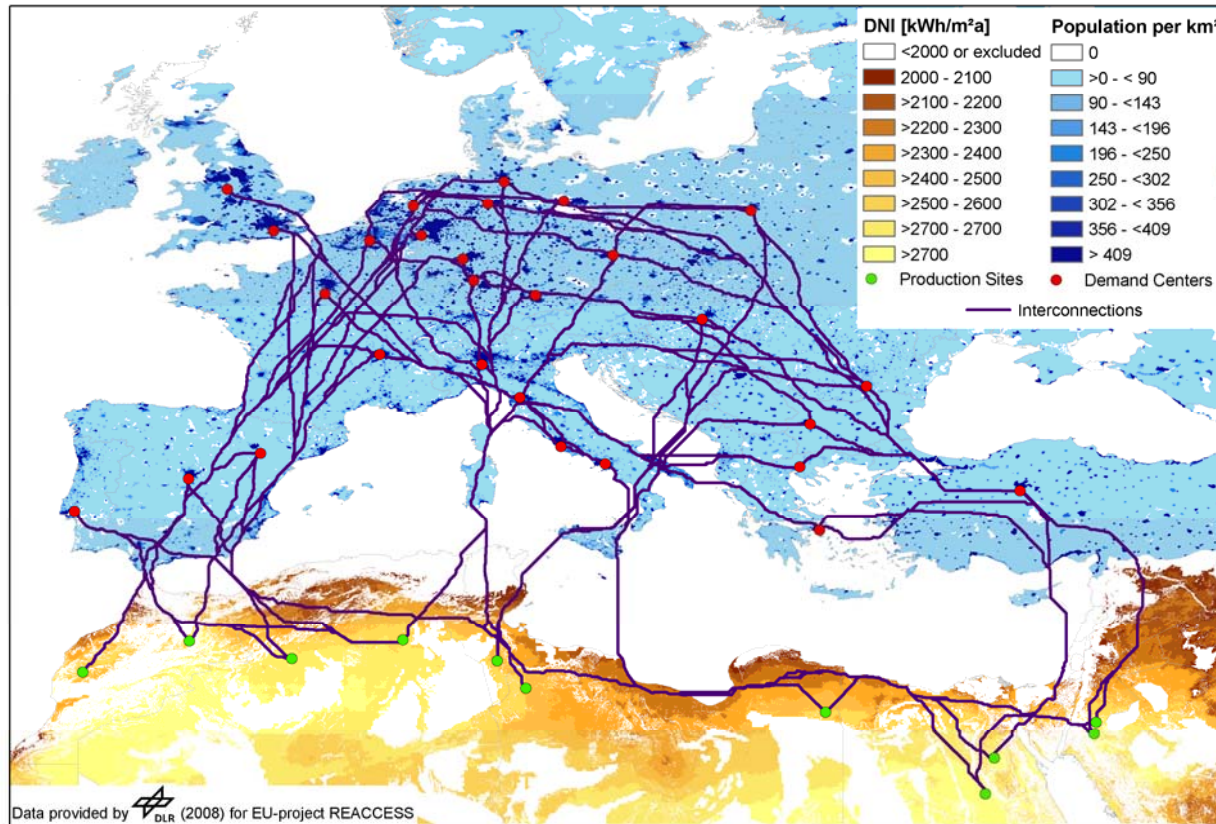 DNI [kWh/m²a]
<2000 or excluded
2000 - 2100
>2100 - 2200
>2200 - 2300
>2300 - 2400
>2400 - 2500
>2500 - 2600
>2700 - 2700
>2700
Production Sites
Population per km²
0
>0 - < 90
90 - <143
143 - <196
196 - <250
250 - <302
302 - < 356
356 - <409
> 409
Demand Centers
Interconnections
Data provided by DLR (2008) for EU-project REACCESS